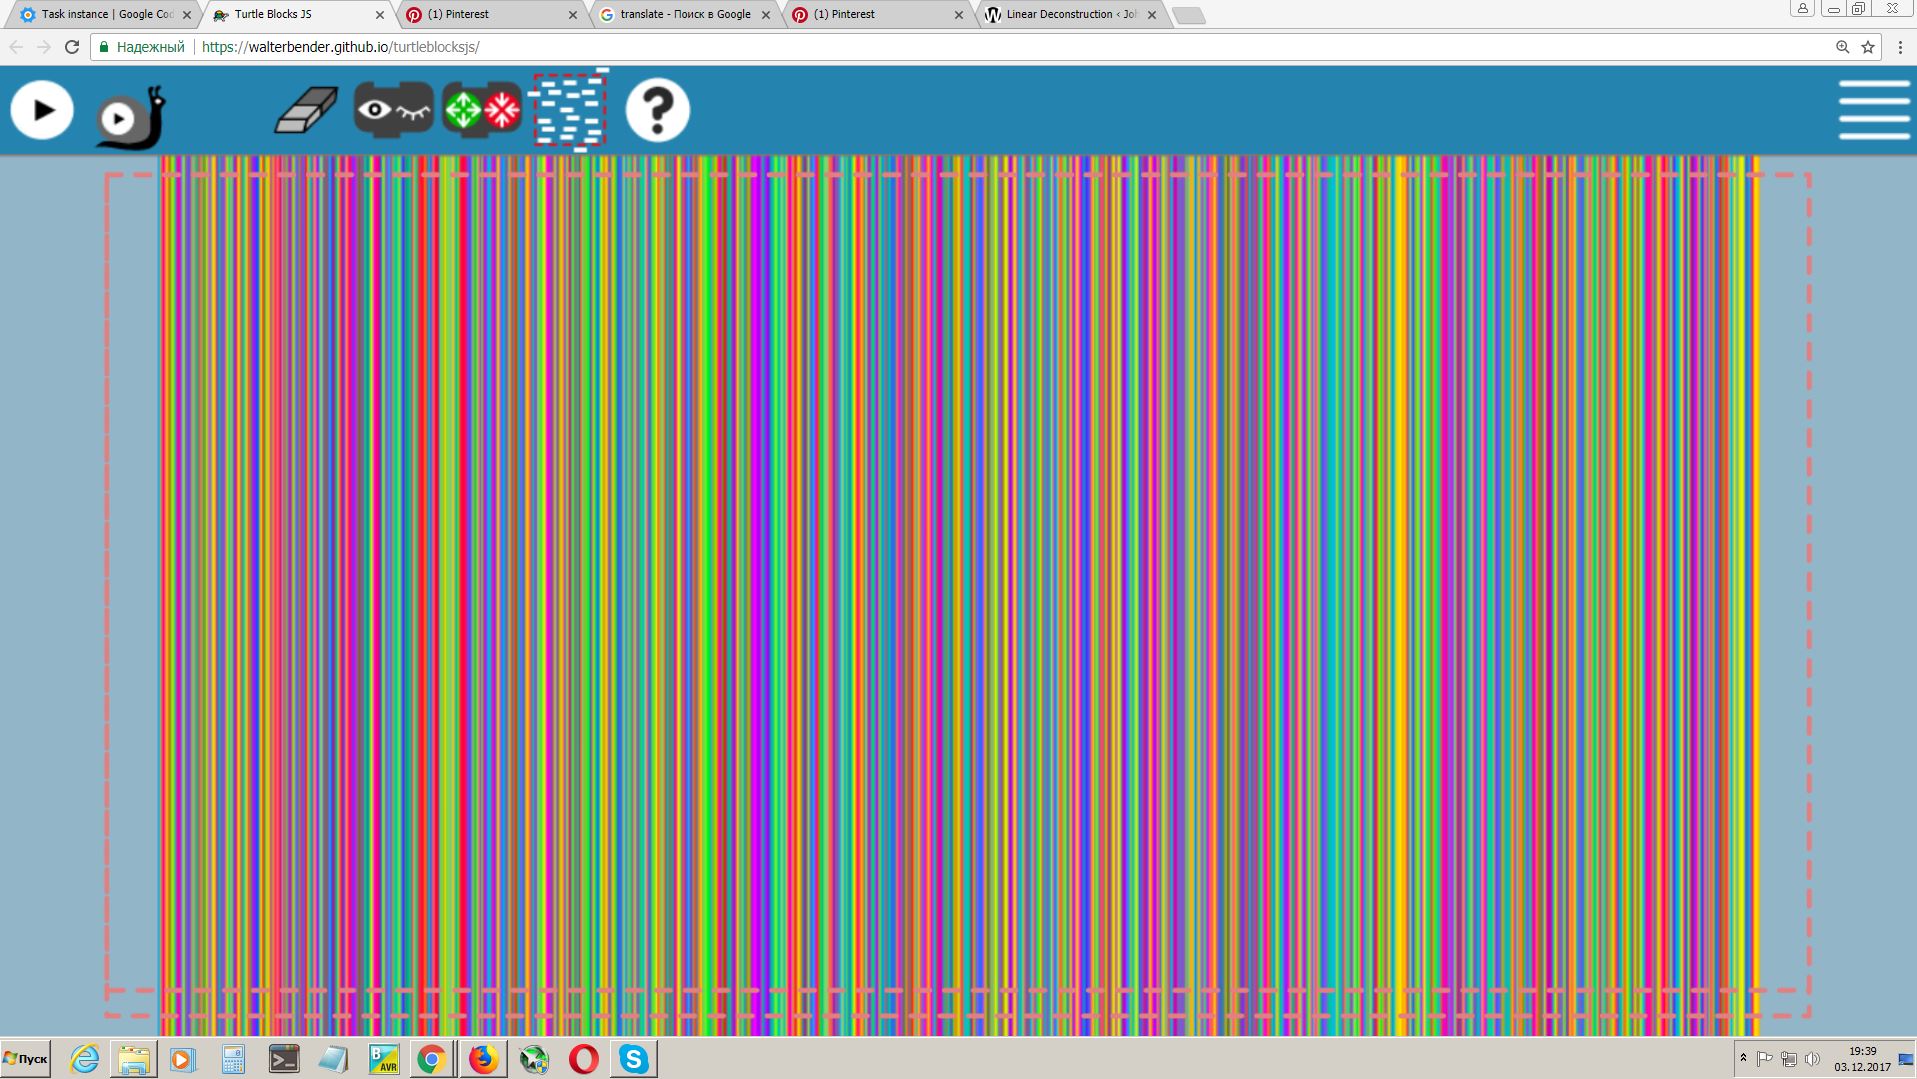 Task instance | Google Cod
Turtle Blocks JS
(1) Pinterest
translate - Поиск в Google
(1) Pinterest
Linear Deconstruction ‹ Joh
Надежный
https://walterbender.github.io/turtleblocksjs/
?
Пуск
B
AVR
S
19:39
03.12.2017